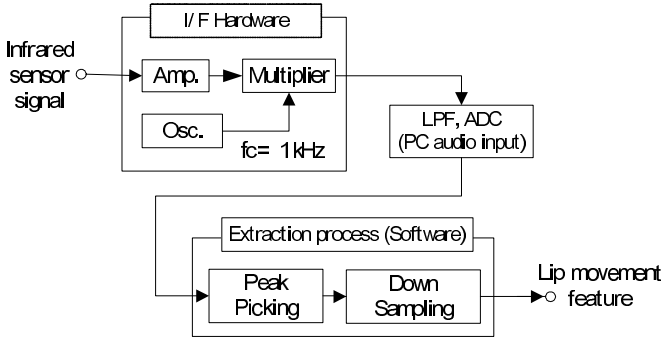 I/F Hardware
Infrared
sensor
signal
Amp.
Multiplier
Osc.
fc= 1kHz
LPF, ADC
(PC audio input)
Extraction process (Software)
Peak
Picking
Down
Sampling
Lip movement
feature